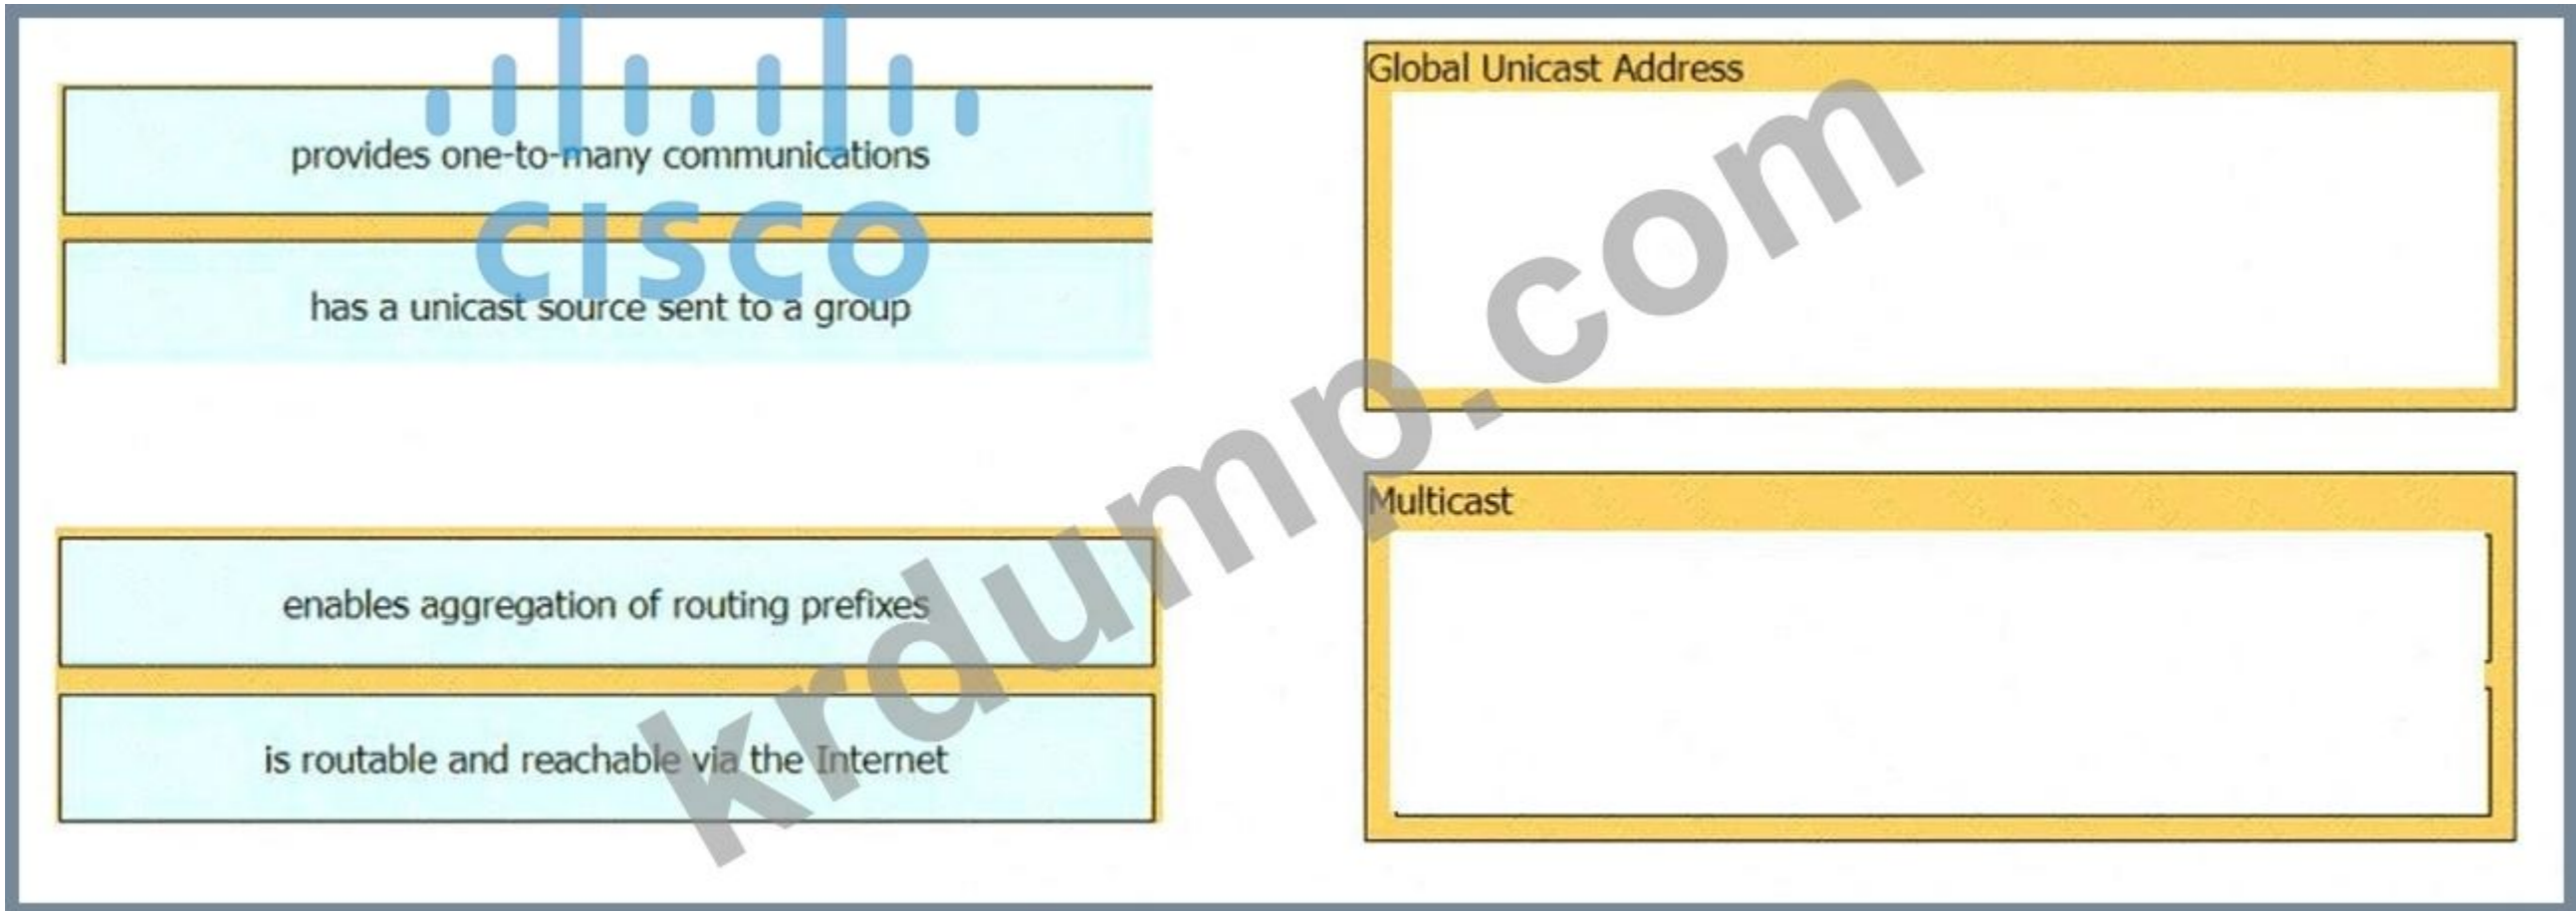 provides one-to-many communications
CISCO
has a unicast source sent to a group
enables aggregation of routing prefixes
is routable and reachable via the Internet
Global Unicast Address
Multicast
krdump.com